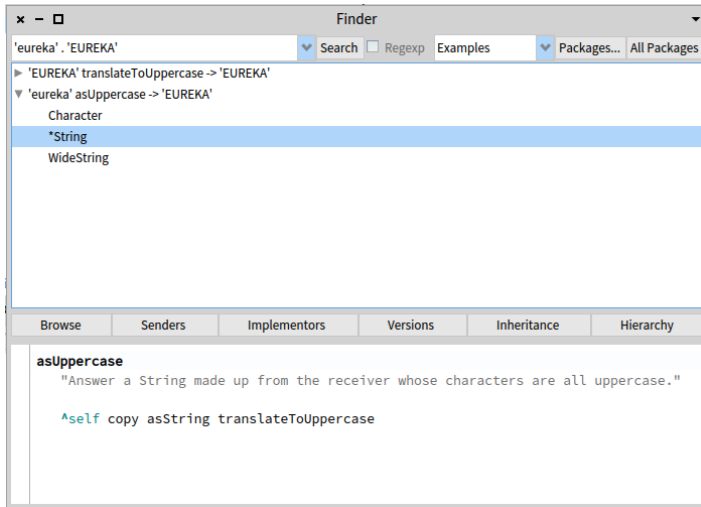 Finder
'eureka' . 'EUREKA' Search Regexp Examples Packages... All Packages
'EUREKA' translateToUppercase -> 'EUREKA'
'eureka' asUppercase -> 'EUREKA'
Character
*String
WideString
Browse Senders Implementors Versions Inheritance Hierarchy
asUppercase
"Answer a String made up from the receiver whose characters are all uppercase."
^self copy asString translateToUppercase